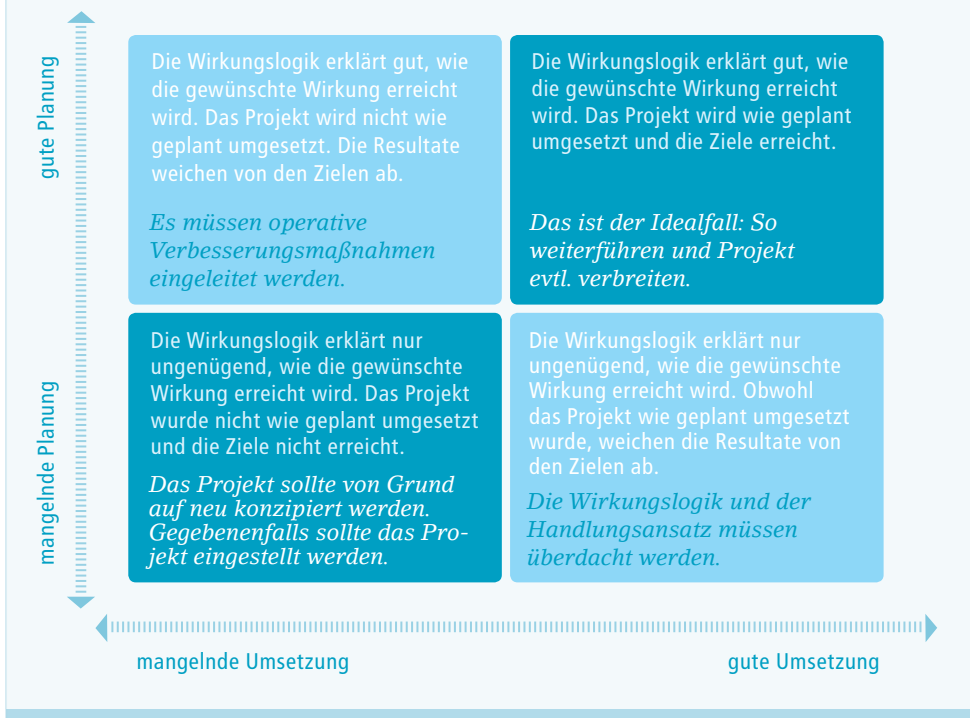 gute Planung
Die Wirkungslogik erklärt gut, wie
die gewünschte Wirkung erreicht
wird. Das Projekt wird nicht wie
geplant umgesetzt. Die Resultate
weichen von den Zielen ab.
Es müssen operative
Verbesserungsmaßnahmen
eingeleitet werden.
Die Wirkungslogik erklärt gut, wie
die gewünschte Wirkung erreicht
wird. Das Projekt wird wie geplant
umgesetzt und die Ziele erreicht.
Das ist der Idealfall: So
weiterführen und Projekt
evtl. verbreiten.
mangelnde Planung
Die Wirkungslogik erklärt nur
ungenügend, wie die gewünschte
Wirkung erreicht wird. Das Projekt
wurde nicht wie geplant umgesetzt
und die Ziele nicht erreicht.
Das Projekt sollte von Grund
auf neu konzipiert werden.
Gegebenenfalls sollte das Pro-
jekt eingestellt werden.
Die Wirkungslogik erklärt nur
ungenügend, wie die gewünschte
Wirkung erreicht wird. Obwohl
das Projekt wie geplant umgesetzt
wurde, weichen die Resultate von
den Zielen ab.
Die Wirkungslogik und der
Handlungsansatz müssen
überdacht werden.
mangelnde Umsetzung
gute Umsetzung